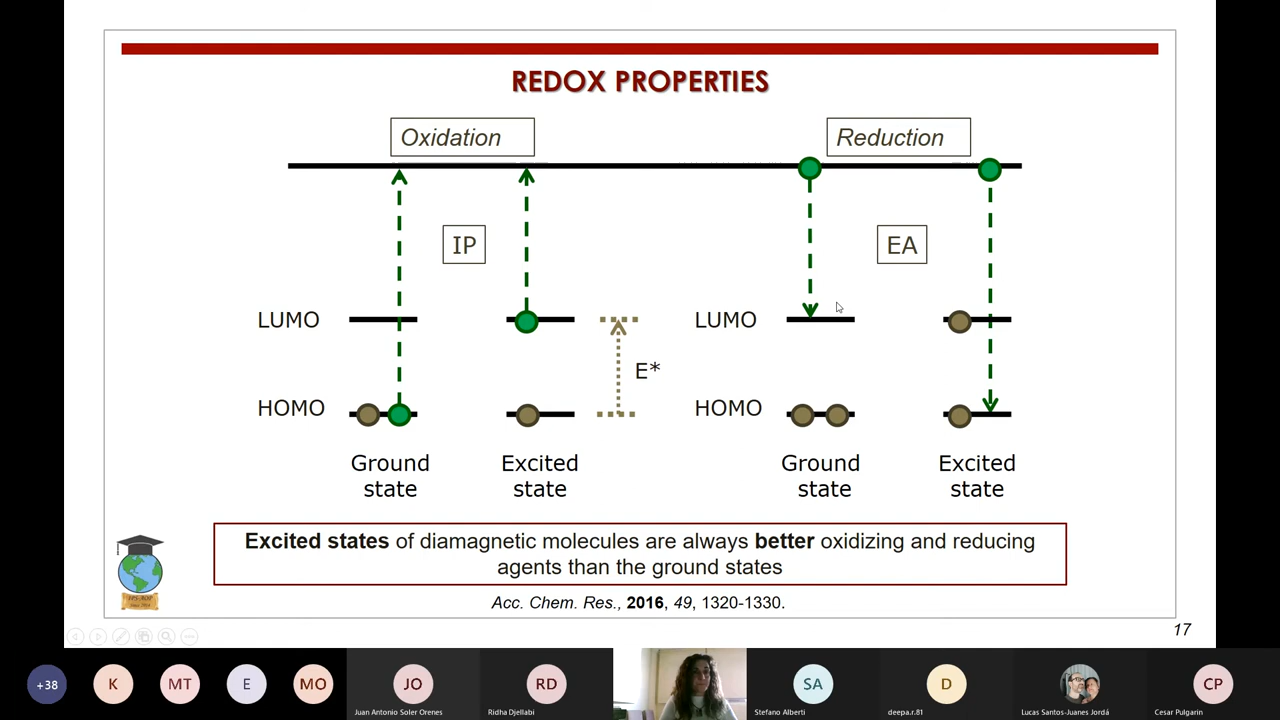 REDOX PROPERTIES
Oxidation
Reduction
IP
EA
LUMO
LUMO
E*
HOMO
HOMO
Ground
state
Excited
state
Ground
state
Excited
state
Excited states of diamagnetic molecules are always better oxidizing and reducing
agents than the ground states
Acc. Chem. Res., 2016, 49, 1320-1330.
17
+38
K
MT
E
MO
JO
RD
SA
D
CP
Juan Antonio Soler Orenes
Ridha Djellabi
Stefano Alberti
deepa.r.81
Lucas Santos-Juanes Jordá
Cesar Pulgarin